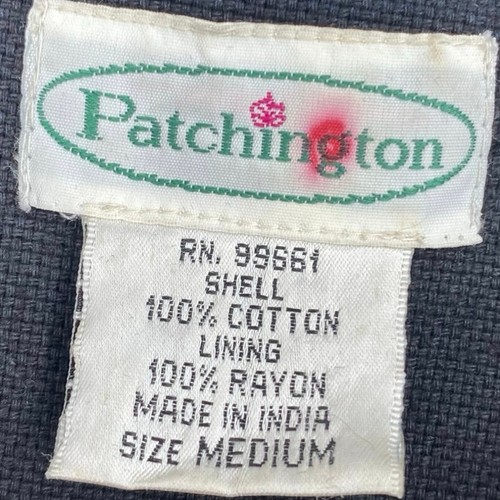 Patchington
RN. 99661
SHELL
100% COTTON
LINING
100% RAYON
MADE IN INDIA
SIZE MEDIUM